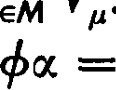 ∈M μ.
ϕα =